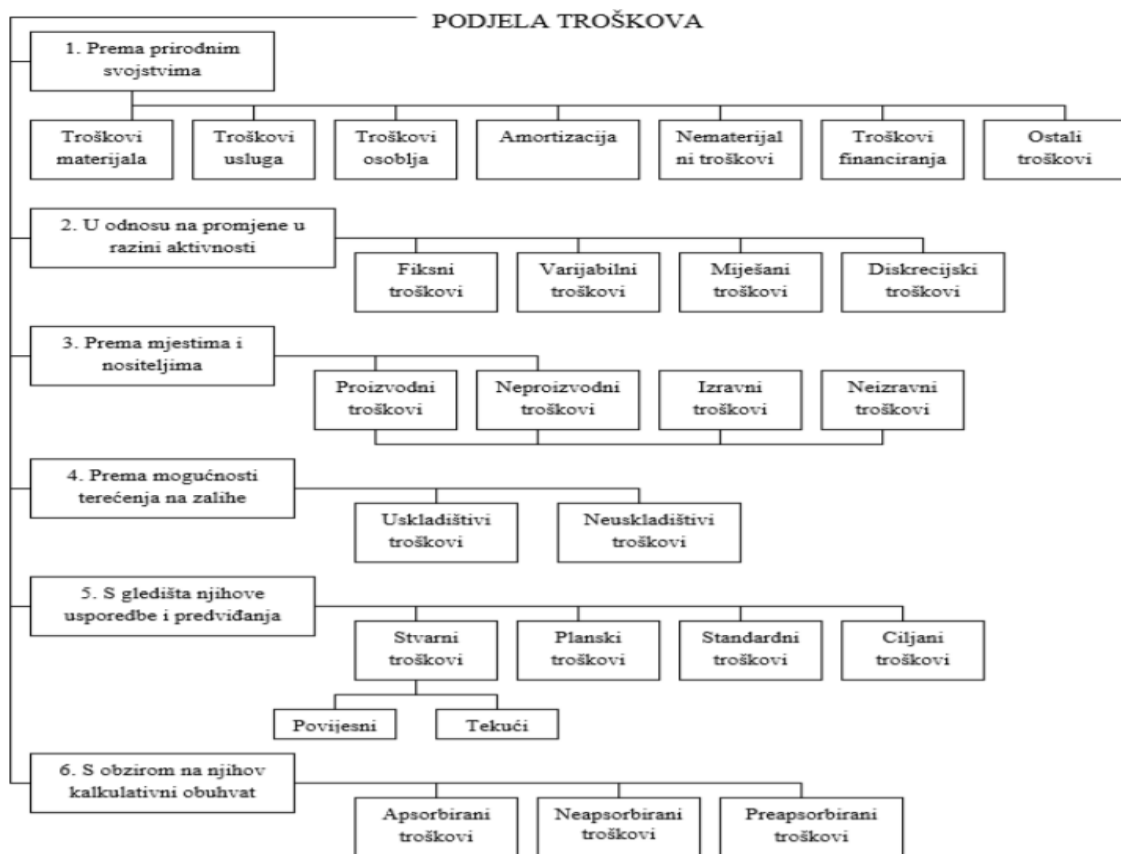 PODJELA TROŠKOVA
1. Prema prirodnim
svojstvima
Troškovi
materijala
Troškovi
usluga
Troškovi
osoblja
Amortizacija
Nematerijal
ni troškovi
Troškovi
financiranja
Ostali
troškovi
2. U odnosu na promjene u
razini aktivnosti
Fiksni
troškovi
Varijabilni
troškovi
Miješani
troškovi
Diskrecijski
troškovi
3. Prema mjestima i
nositeljima
Proizvodni
troškovi
Neproizvodni
troškovi
Izravni
troškovi
Neizravni
troškovi
4. Prema mogućnosti
terećenja na zalihe
Uskladištivi
troškovi
Neuskladištivi
troškovi
5. S gledišta njihove
usporedbe i predviđanja
Stvarni
troškovi
Planski
troškovi
Standardni
troškovi
Ciljani
troškovi
Povijesni
Tekući
6. S obzirom na njihov
kalkulativni obuhvat
Apsorbirani
troškovi
Neapsorbirani
troškovi
Preapsorbirani
troškovi